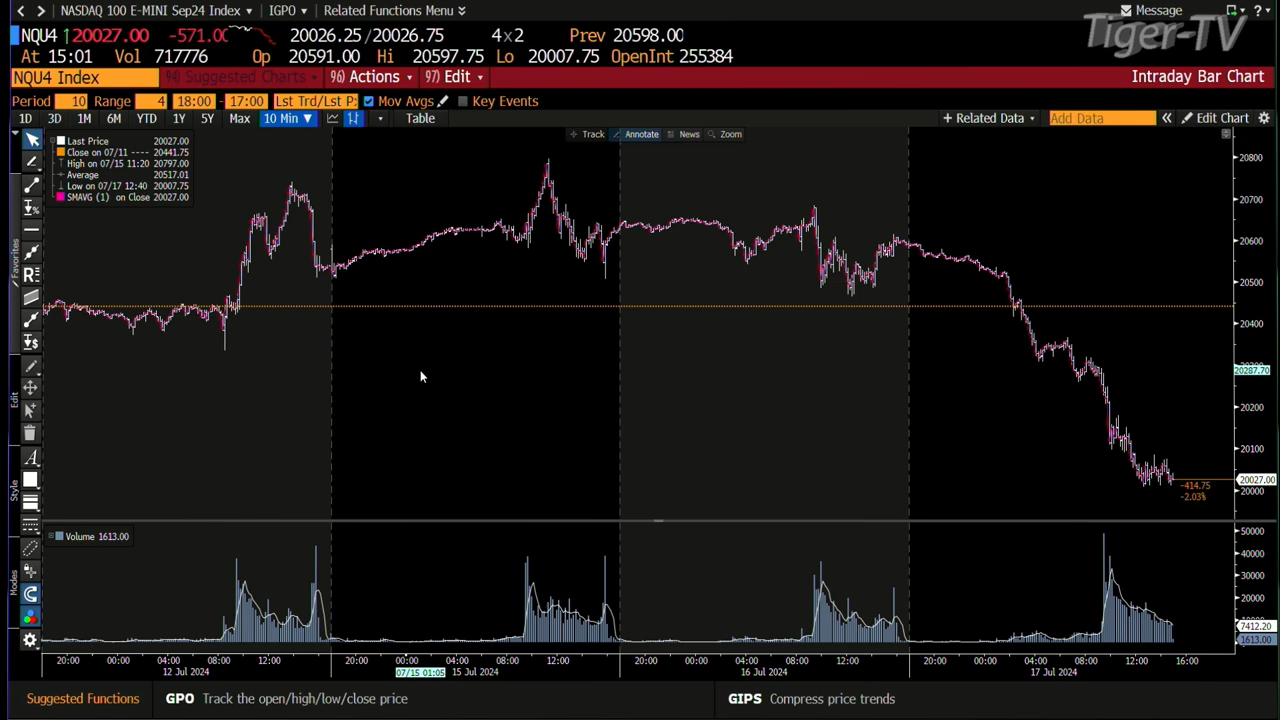 NASDAQ 100 E-MINI Sep24 Index IGPO Related Functions Menu Message
Tiger-TV
NQU4 20027.00 -571.00 20026.25 / 20026.75 4x2 Prev 20598.00
At 15:01 Vol 717776 Op 20591.00 Hi 20597.75 Lo 20007.75 OpenInt 255384
NQU4 Index 94) Suggested Charts 96) Actions 97) Edit Intraday Bar Chart
Period 10 Range 4 18:00 - 17:00 Lst Trd/Lst P: Mov Avgs Key Events
1D 3D 1M 6M YTD 1Y 5Y Max 10 Min ▼ Table + Related Data Add Data « Edit Chart
Track Annotate News Zoom
Last Price 20027.00
Close on 07/11 ---- 20441.75
High on 07/15 11:20 20797.00
Average 20517.01
Low on 07/17 12:40 20007.75
SMAVG (1) on Close 20027.00
Favorites
Edit
Style
Modes
20800
20700
20600
20500
20400
20287.70
20200
20100
20027.00
20000
-414.75
-2.03%
Volume 1613.00
50000
40000
30000
20000
7412.20
1613.00
20:00 00:00 04:00 08:00 12:00 20:00 00:00 04:00 08:00 12:00 20:00 00:00 04:00 08:00 12:00 20:00 00:00 04:00 08:00 12:00 16:00
12 Jul 2024 07/15 01:05 15 Jul 2024 16 Jul 2024 17 Jul 2024
Suggested Functions GPO Track the open/high/low/close price GIPS Compress price trends